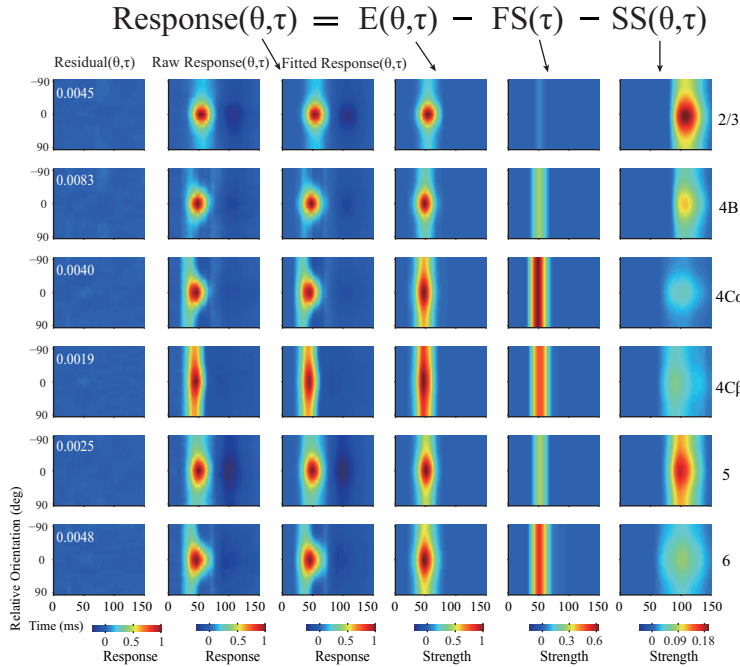 Response(θ,τ) = E(θ,τ) − FS(τ) − SS(θ,τ)
Residual(θ,τ) Raw Response(θ,τ) Fitted Response(θ,τ)
−90
0.0045
0
2/3
90
−90
0.0083
0
4B
90
−90
0.0040
0
4Cα
90
−90
0.0019
0
4Cβ
90
−90
0.0025
0
5
90
−90
0.0048
0
6
90
Relative Orientation (deg)
0 50 100 150 0 50 100 150 0 50 100 150 0 50 100 150 0 50 100 150 0 50 100 150
Time (ms)
0 0.5 1 0 0.5 1 0 0.5 1 0 0.5 1 0 0.3 0.6 0 0.09 0.18
Response Response Response Strength Strength Strength